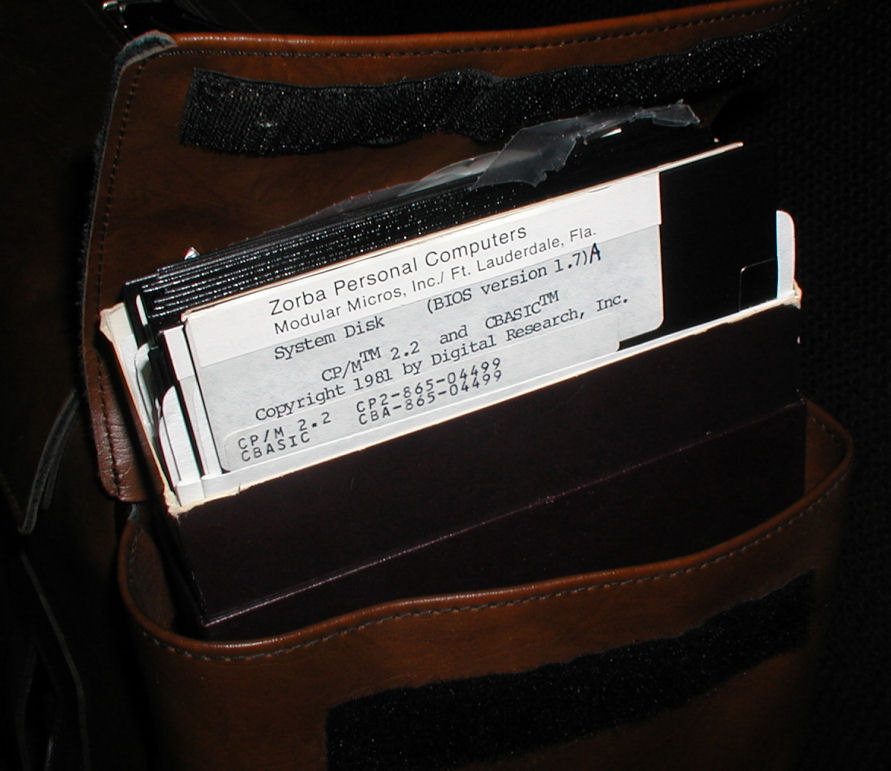 Zorba Personal Computers
Modular Micros, Inc./ Ft. Lauderdale, Fla.
System Disk (BIOS version 1.7)A
CP/M™ 2.2 and CBASIC™
Copyright 1981 by Digital Research, Inc.
CP/M 2.2 CP2-865-04499
CBASIC CBA-865-04499